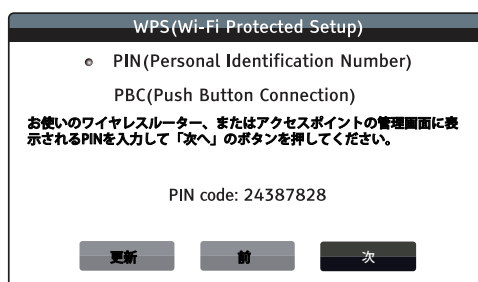 WPS(Wi-Fi Protected Setup)
PIN(Personal Identification Number)
PBC(Push Button Connection)
お使いのワイヤレスルーター、またはアクセスポイントの管理画面に表
示されるPINを入力して「次へ」のボタンを押してください。
PIN code: 24387828
更新 前 次